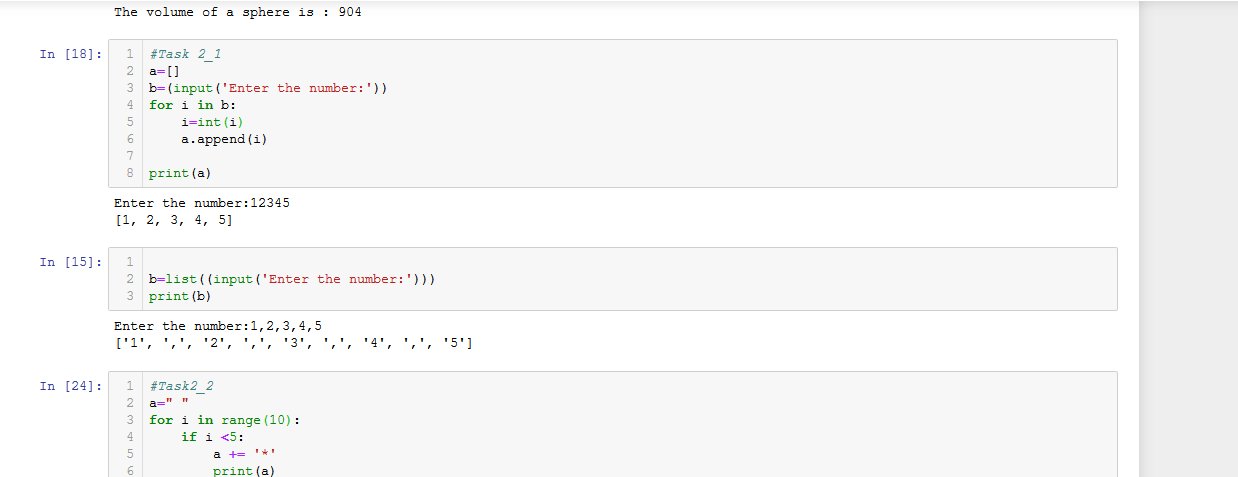 The volume of a sphere is : 904
In [18]:
1 #Task 2_1
2 a=[]
3 b=(input('Enter the number:'))
4 for i in b:
5     i=int(i)
6     a.append(i)
7
8 print(a)
Enter the number:12345
[1, 2, 3, 4, 5]
In [15]:
1
2 b=list((input('Enter the number:')))
3 print(b)
Enter the number:1,2,3,4,5
['1', ',', '2', ',', '3', ',', '4', ',', '5']
In [24]:
1 #Task2_2
2 a=" "
3 for i in range(10):
4     if i <5:
5         a += '*'
6         print(a)